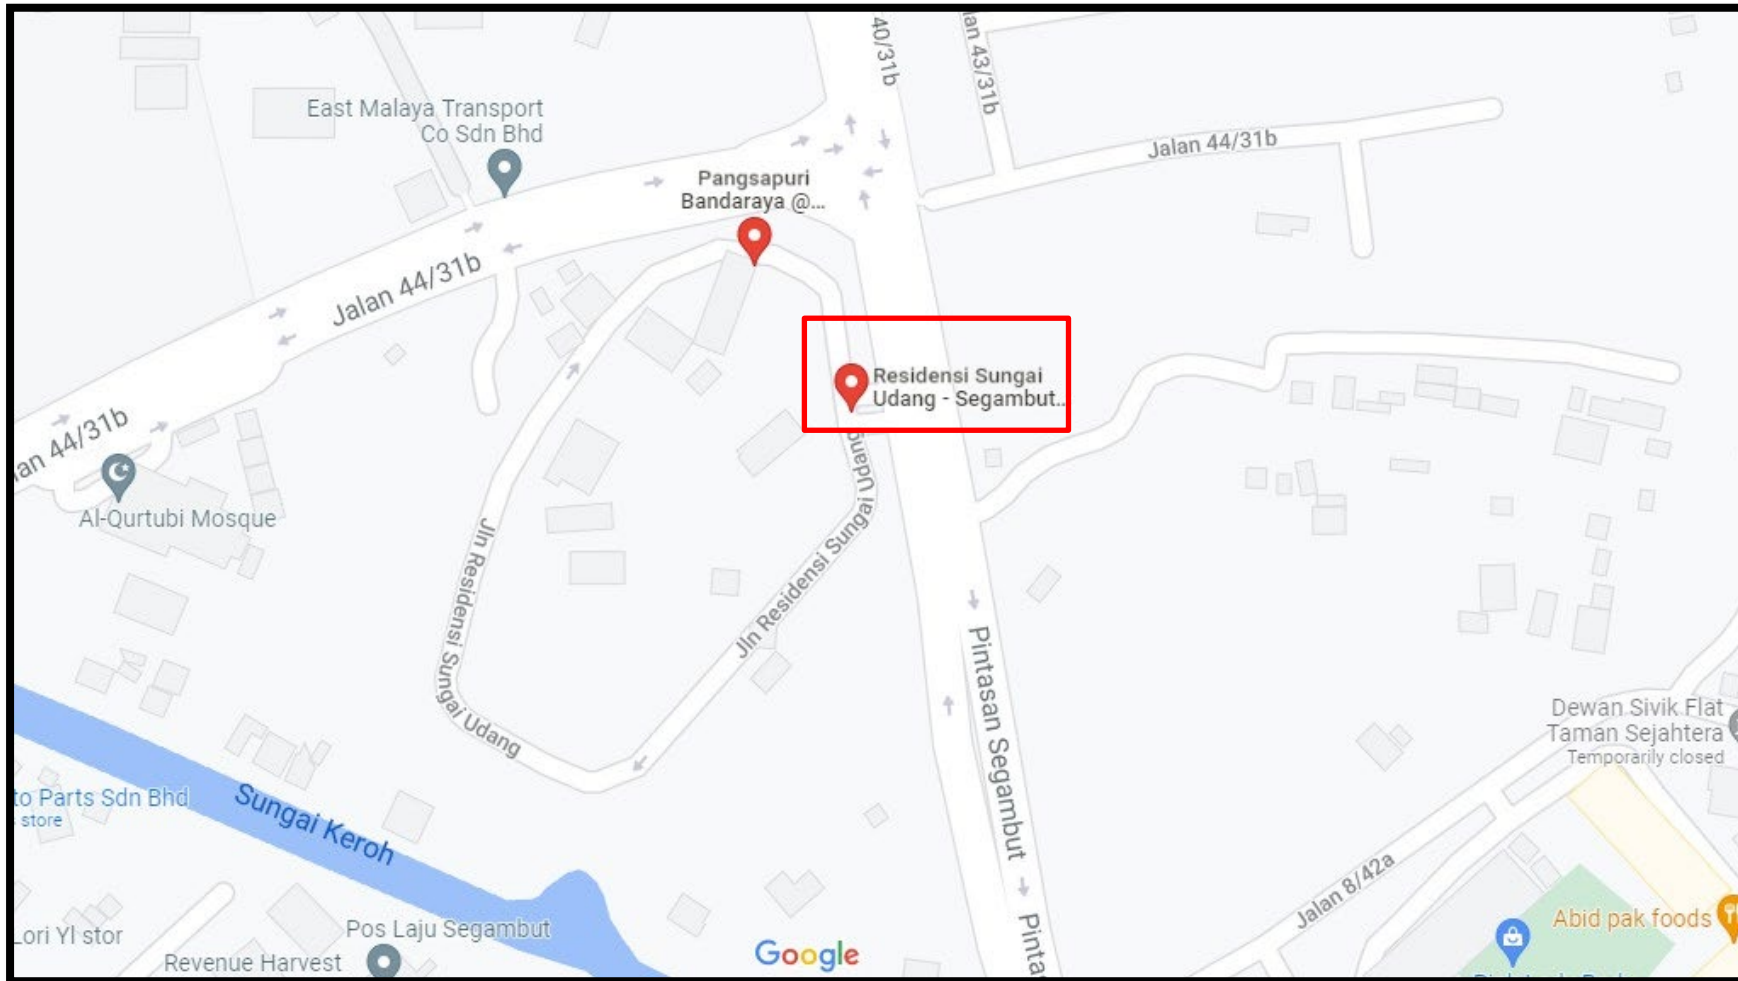 40/31b
an 43/31b
East Malaya Transport
Co Sdn Bhd
Jalan 44/31b
Pangsapuri
Bandaraya @...
Jalan 44/31b
Residensi Sungai
Udang - Segambut..
an 44/31b
Al-Qurtubi Mosque
Jln Residensi Sungai Udang
Jln Residensi Sungai Udang
Pintasan Segambut
Dewan Sivik Flat
Taman Sejahtera
Temporarily closed
to Parts Sdn Bhd
store
Sungai Keroh
Jalan 8/42a
Abid pak foods
Lori Yl stor
Pos Laju Segambut
Revenue Harvest
Google
Pinta